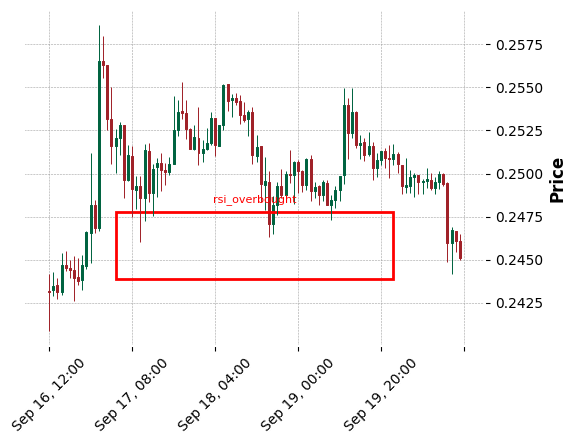 0.2575
0.2550
0.2525
0.2500
0.2475
0.2450
0.2425
Price
rsi_overbought
Sep 16, 12:00
Sep 17, 08:00
Sep 18, 04:00
Sep 19, 00:00
Sep 19, 20:00